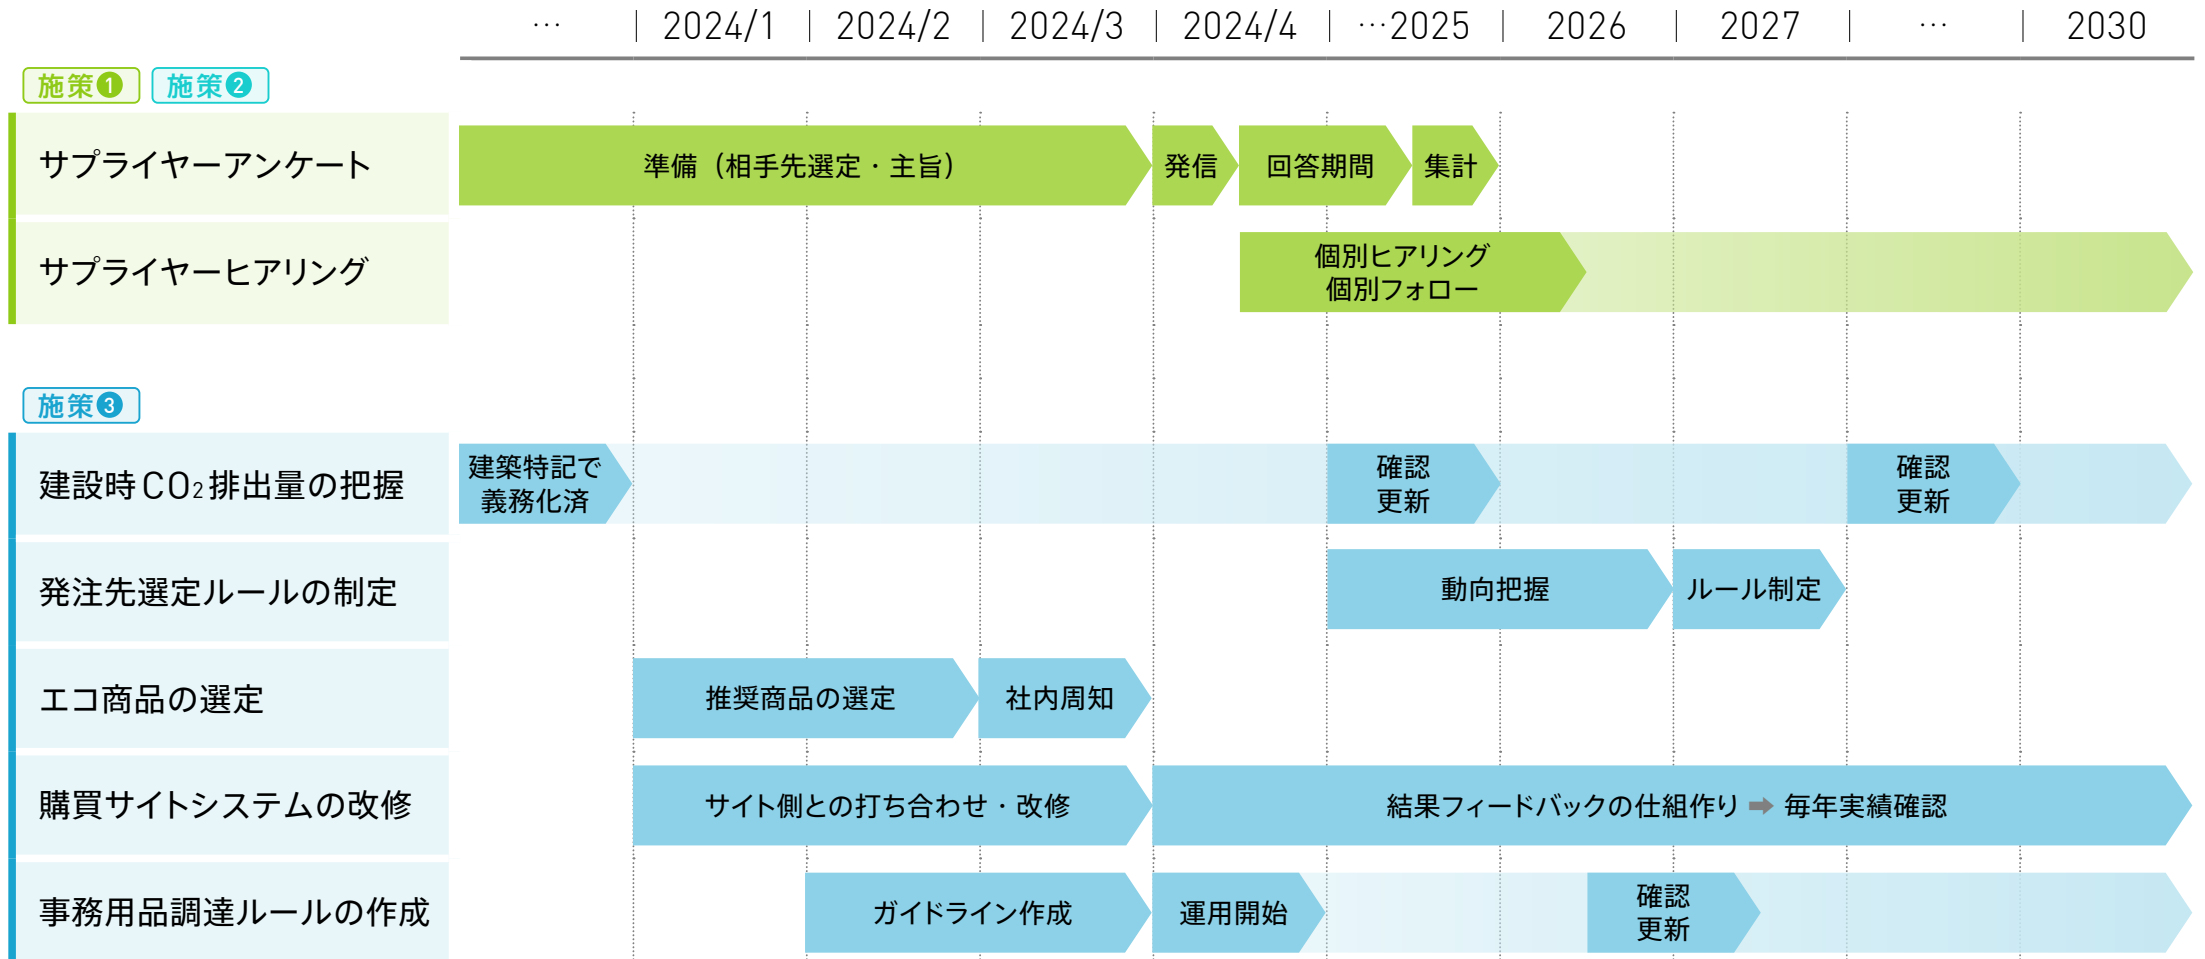 … | 2024/1 | 2024/2 | 2024/3 | 2024/4 | …2025 | 2026 | 2027 | … | 2030
施策❶ 施策❷
サプライヤーアンケート
準備（相手先選定・主旨）
発信
回答期間
集計
サプライヤーヒアリング
個別ヒアリング
個別フォロー
施策❸
建設時CO₂排出量の把握
建築特記で
義務化済
確認
更新
確認
更新
発注先選定ルールの制定
動向把握
ルール制定
エコ商品の選定
推奨商品の選定
社内周知
購買サイトシステムの改修
サイト側との打ち合わせ・改修
結果フィードバックの仕組作り ➡ 毎年実績確認
事務用品調達ルールの作成
ガイドライン作成
運用開始
確認
更新